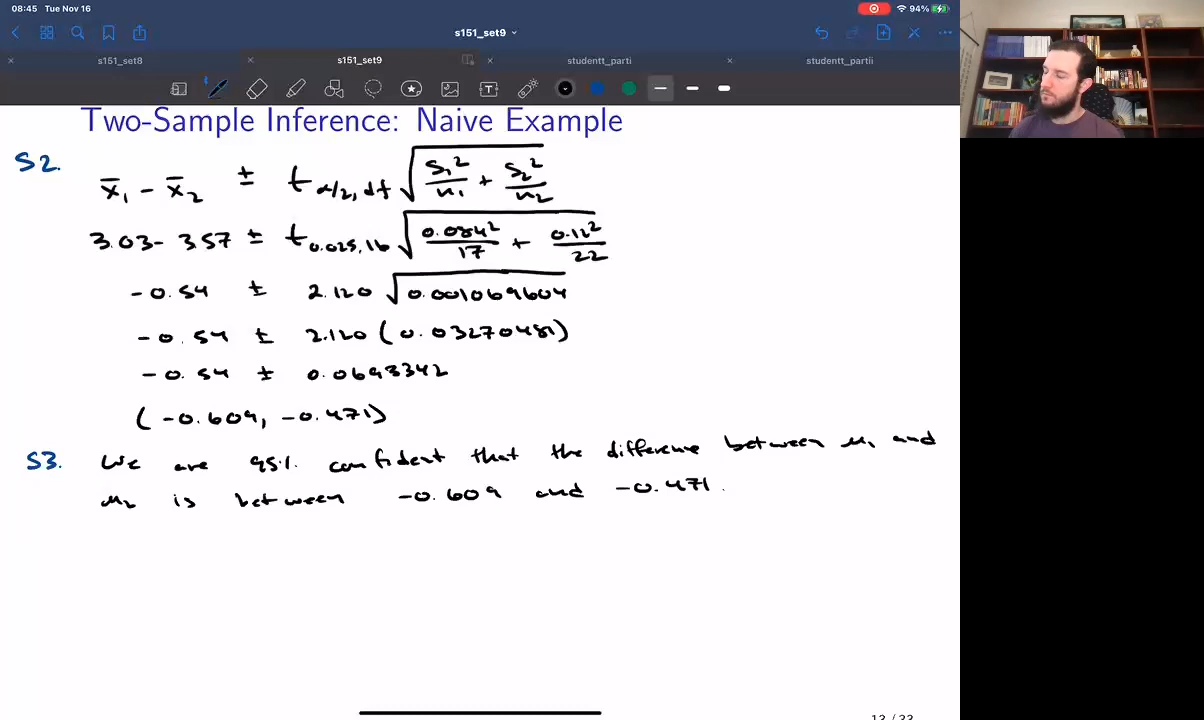 08:45 Tue Nov 16 94%
s151_set9
s151_set8 s151_set9 studentt_parti studentt_partii
Two-Sample Inference: Naive Example
S2. x̄₁ - x̄₂ ± t α/2, df √(s₁²/n₁ + s₂²/n₂)
3.03 - 3.57 ± t 0.025, 16 √(0.084²/17 + 0.12²/22)
-0.54 ± 2.120 √0.001069604
-0.54 ± 2.120 (0.03270481)
-0.54 ± 0.0693342
(-0.609, -0.471)
S3. We are 95% confident that the difference between μ₁ and
μ₂ is between -0.609 and -0.471.